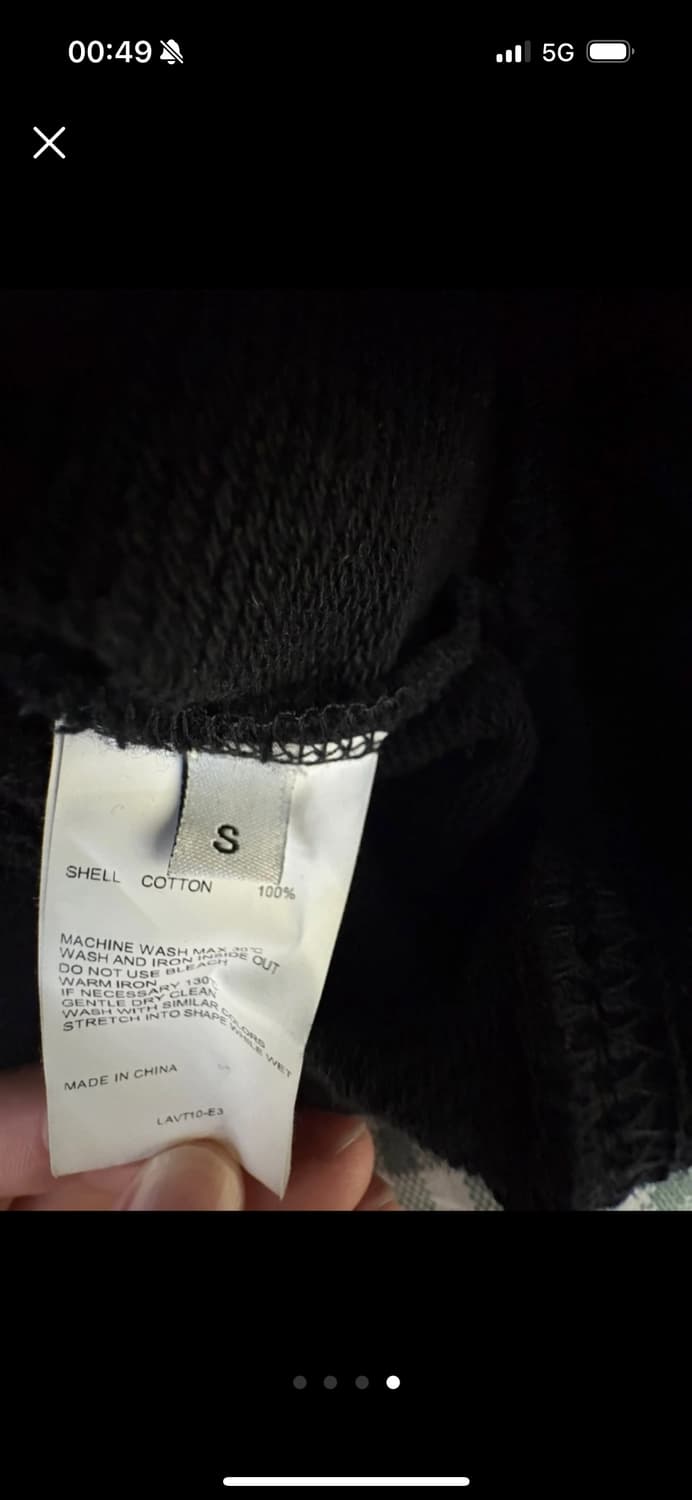 00:49
5G
S
SHELL COTTON 100%
MACHINE WASH MAX 30°C
WASH AND IRON INSIDE OUT
DO NOT USE BLEACH
WARM IRON
IF NECESSARY 130°
GENTLE DRY CLEAN
WASH WITH SIMILAR COLORS
STRETCH INTO SHAPE WHILE WET
MADE IN CHINA
LAVT10-E3